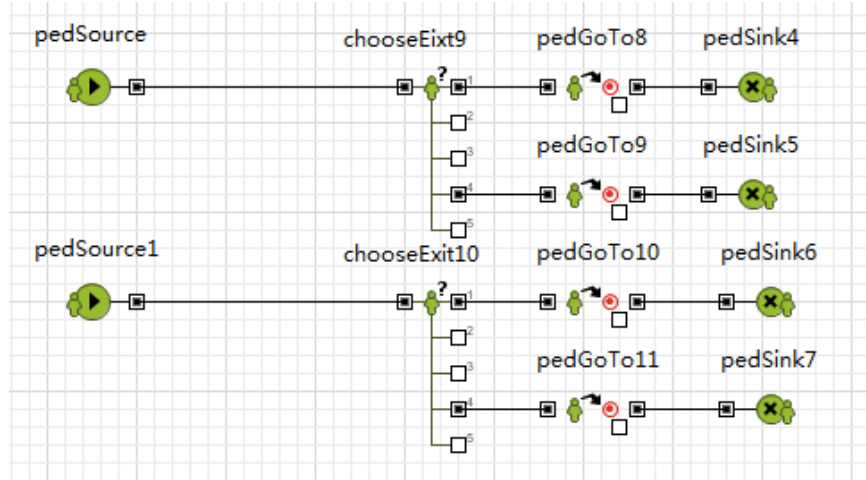 pedSource
chooseEixt9
pedGoTo8
pedSink4
?
1
2
3
4
5
pedGoTo9
pedSink5
pedSource1
chooseExit10
pedGoTo10
pedSink6
?
1
2
3
4
5
pedGoTo11
pedSink7